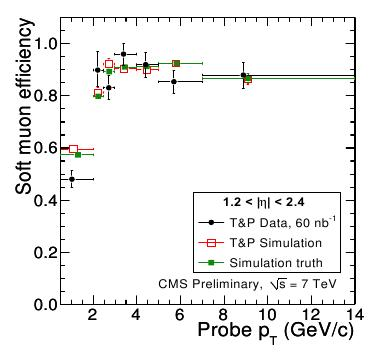 Soft muon efficiency
1.0
0.8
0.6
0.4
0.2
0.0
1.2 < |η| < 2.4
T&P Data, 60 nb⁻¹
T&P Simulation
Simulation truth
CMS Preliminary, √s = 7 TeV
2 4 6 8 10 12 14
Probe p_T (GeV/c)